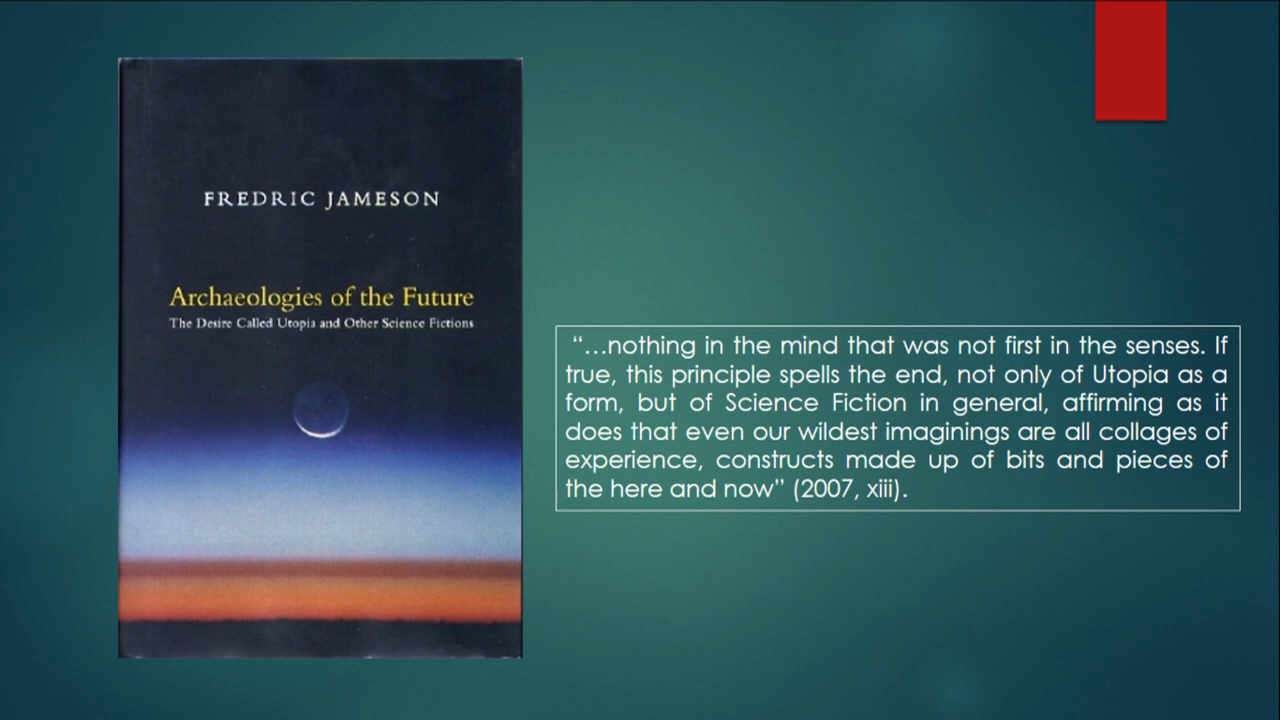 FREDRIC JAMESON
Archaeologies of the Future
The Desire Called Utopia and Other Science Fictions
“…nothing in the mind that was not first in the senses. If
true, this principle spells the end, not only of Utopia as a
form, but of Science Fiction in general, affirming as it
does that even our wildest imaginings are all collages of
experience, constructs made up of bits and pieces of
the here and now” (2007, xiii).